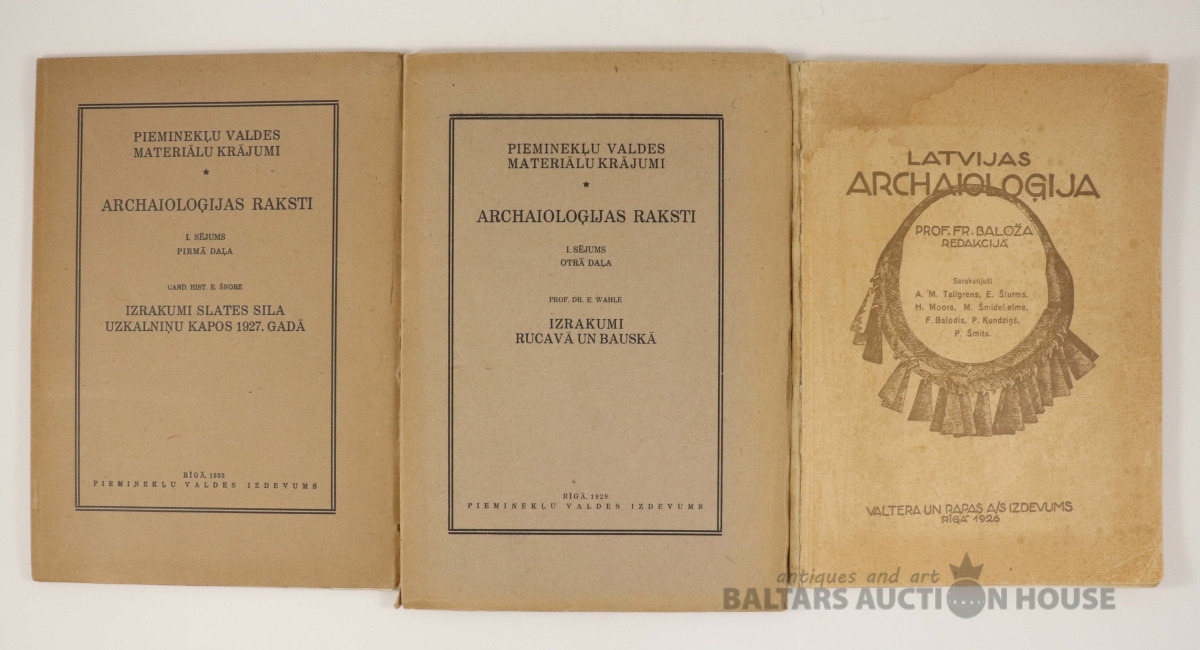 PIEMINEKĻU VALDES
MATERIĀLU KRĀJUMI
ARCHAIOLOĢIJAS RAKSTI
I. SĒJUMS
PIRMĀ DAĻA
CAND. HIST. E. ŠNORE
IZRAKUMI SLATES SILA
UZKALNIŅU KAPOS 1927. GADĀ
RĪGĀ, 1933
PIEMINEKĻU VALDES IZDEVUMS
PIEMINEKĻU VALDES
MATERIĀLU KRĀJUMI
ARCHAIOLOĢIJAS RAKSTI
I. SĒJUMS
OTRĀ DAĻA
PROF. DR. E. WAHLE
IZRAKUMI
RUCAVĀ UN BAUSKĀ
RĪGĀ, 1928
PIEMINEKĻU VALDES IZDEVUMS
LATVIJAS
ARCHAIOLOĢIJA
PROF. FR. BALOŽA
REDAKCIJĀ
Sarakstijuši
A. M. Tallgrens, E. Šturms,
H. Moora, M. Šmidehelme,
F. Balodis, P. Kundziņš,
P. Šmits.
VALTERA UN RAPAS A/S IZDEVUMS
RĪGĀ 1926
antiques and art
BALTARS AUCTION HOUSE